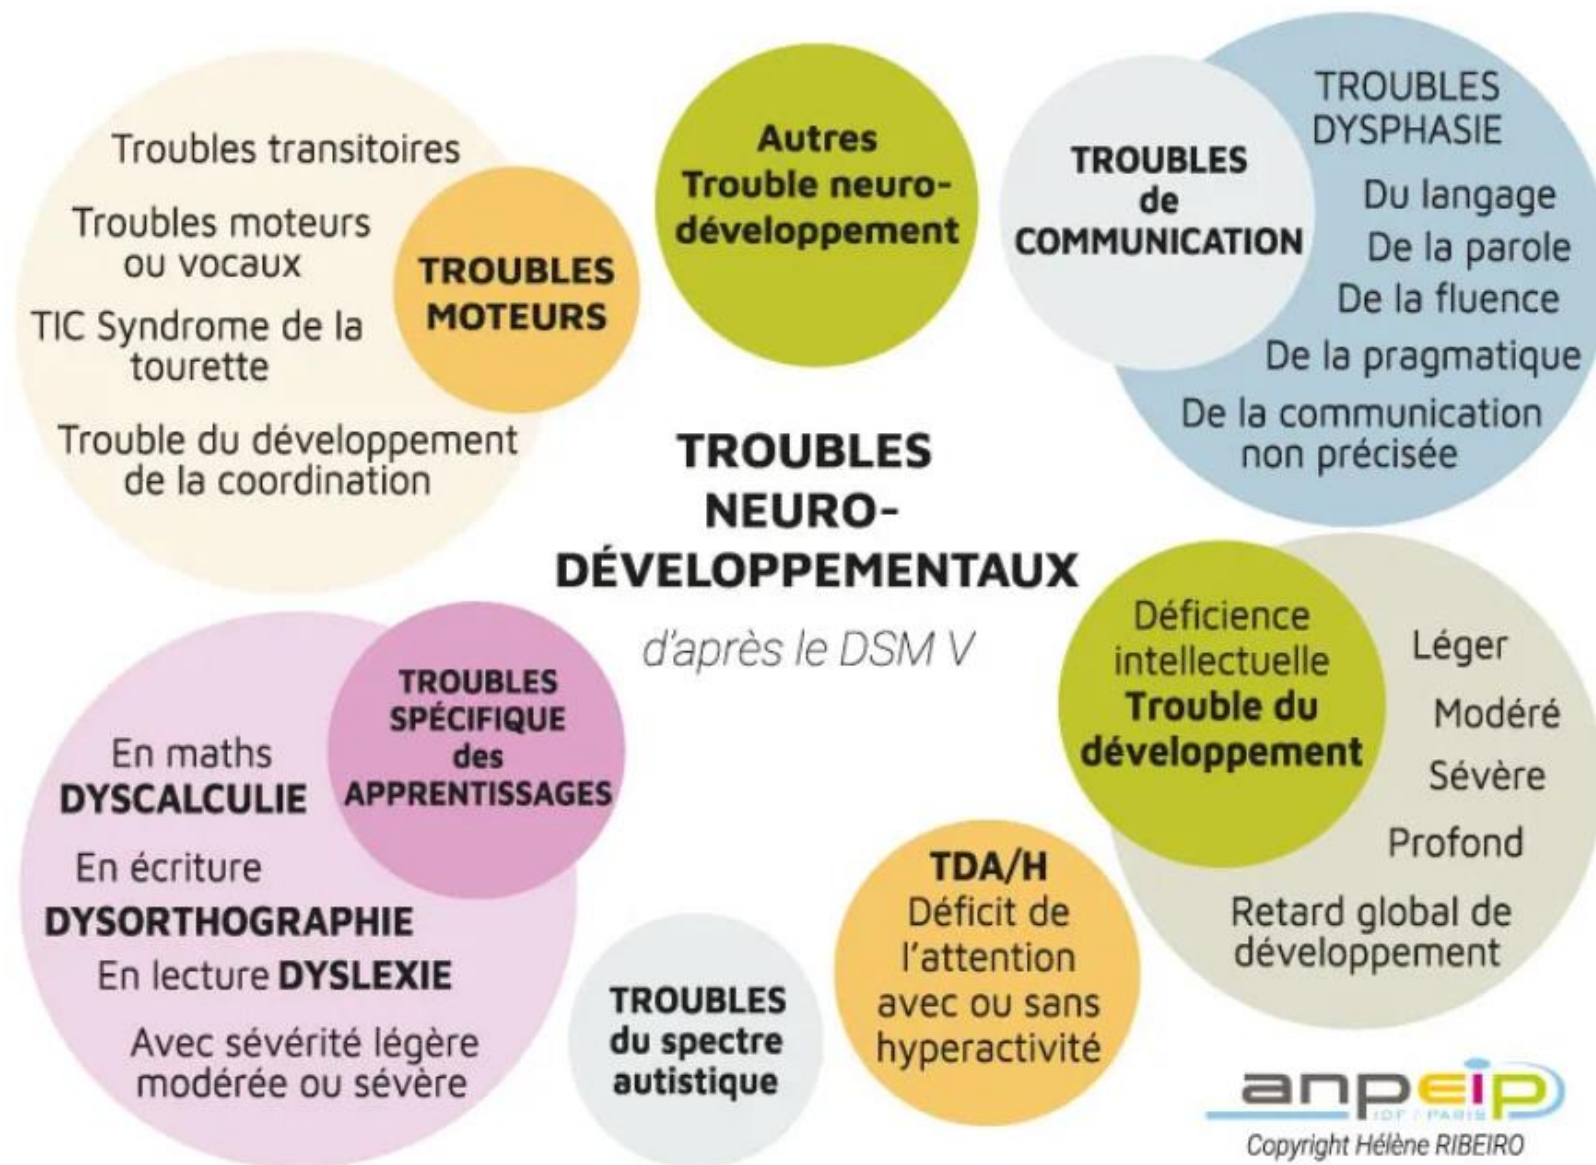 Troubles transitoires
Troubles moteurs
ou vocaux
TIC Syndrome de la
tourette
Trouble du développement
de la coordination
TROUBLES
MOTEURS
Autres
Trouble neuro-
développement
TROUBLES
de
COMMUNICATION
TROUBLES
DYSPHASIE
Du langage
De la parole
De la fluence
De la pragmatique
De la communication
non précisée
TROUBLES
NEURO-
DÉVELOPPEMENTAUX
d'après le DSM V
TROUBLES
SPÉCIFIQUE
des
APPRENTISSAGES
En maths
DYSCALCULIE
En écriture
DYSORTHOGRAPHIE
En lecture DYSLEXIE
Avec sévérité légère
modérée ou sévère
TROUBLES
du spectre
autistique
TDA/H
Déficit de
l'attention
avec ou sans
hyperactivité
Déficience
intellectuelle
Trouble du
développement
Léger
Modéré
Sévère
Profond
Retard global de
développement
anpeip
IDF / PARIS
Copyright Hélène RIBEIRO